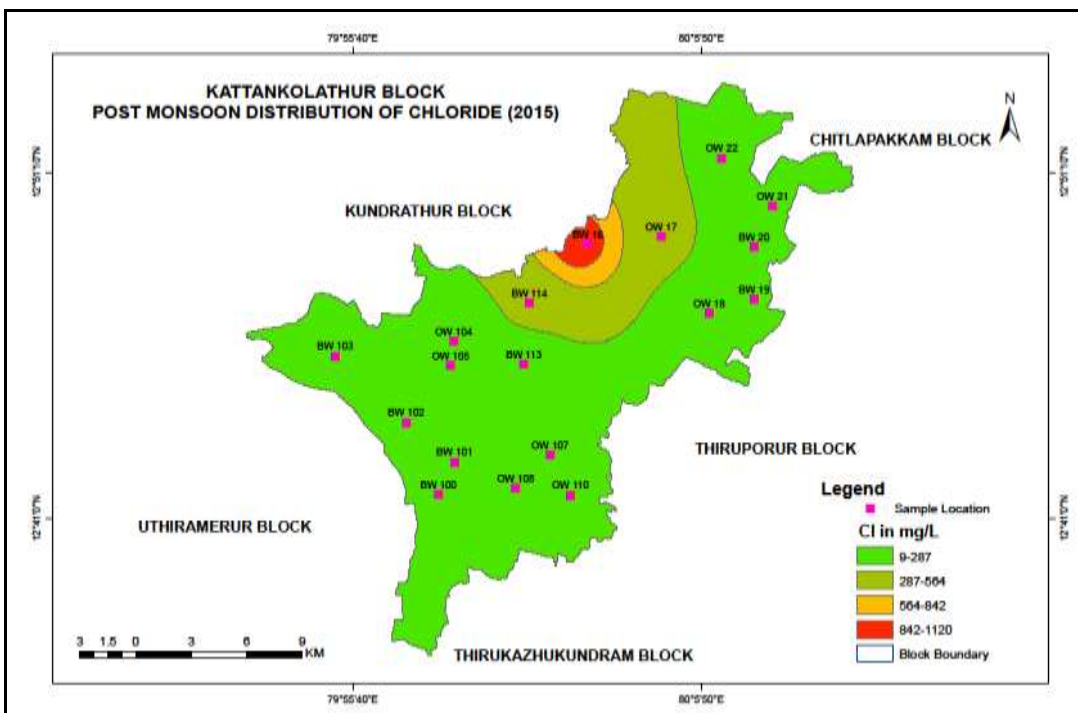 79°55'40"E 80°5'50"E
KATTANKOLATHUR BLOCK
POST MONSOON DISTRIBUTION OF CHLORIDE (2015)
N
CHITLAPAKKAM BLOCK
OW 22
KUNDRATHUR BLOCK
OW 21
OW 17
BW 16
BW 20
BW 114
BW 19
OW 18
OW 104
BW 103
OW 105
BW 113
BW 102
OW 107
BW 101
THIRUPORUR BLOCK
BW 100
OW 108
OW 110
Legend
Sample Location
UTHIRAMERUR BLOCK
Cl in mg/L
9-287
287-564
564-842
842-1120
Block Boundary
3 1.5 0 3 6 9
KM
THIRUKAZHUKUNDRAM BLOCK
79°55'40"E 80°5'50"E